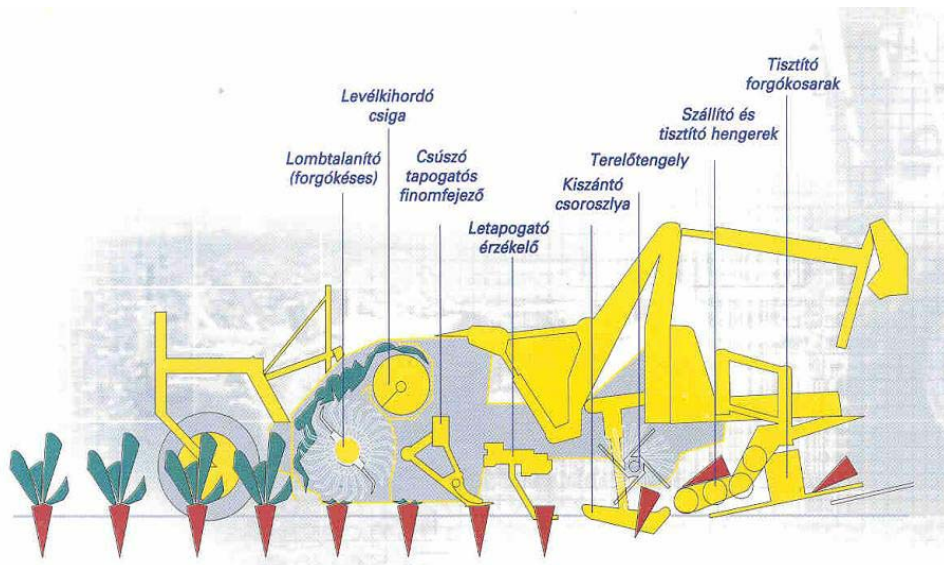 Levélkihordó
csiga
Lombtalanító
(forgókéses)
Csúszó
tapogatós
finomfejező
Letapogató
érzékelő
Kiszántó
csoroszlya
Terelőtengely
Szállító és
tisztító hengerek
Tisztító
forgókosarak